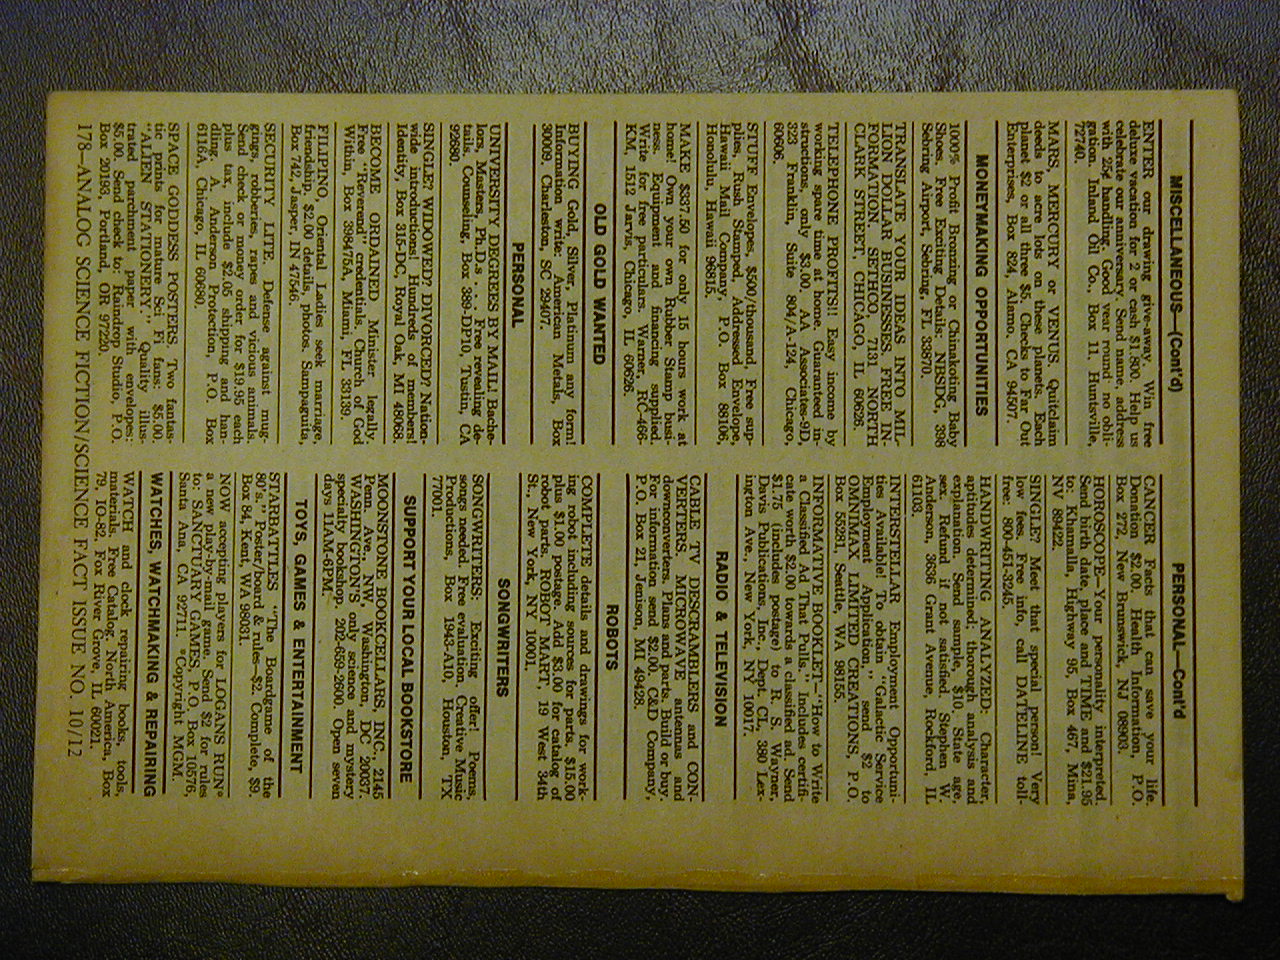 MISCELLANEOUS—(Cont'd)
ENTER our drawing give-away. Win free
deluxe vacation for 2 or cash $1,800. Help us
celebrate our anniversary. Send name, address
with 25¢ handling. Good year round no obli-
gation. Inland Oil Co., Box 11, Huntsville,
72740.
MARS, MERCURY or VENUS. Quitclaim
deeds to acre lots on these planets. Each
planet $2 or all three $5. Checks to Far Out
Enterprises, Box 824, Alamo, CA 94507.
MONEYMAKING OPPORTUNITIES
100% Profit Bronzing or Chinakoting Baby
Shoes. Free Exciting Details: NBSIDG, 398
Sebring Airport, Sebring, FL 33870.
TRANSLATE YOUR IDEAS INTO MIL-
LION DOLLAR BUSINESSES. FREE IN-
FORMATION. SETHCO, 7131 NORTH
CLARK STREET, CHICAGO, IL 60626.
TELEPHONE PROFITS!!! Easy income by
working spare time at home. Guaranteed in-
structions, only $3.00. AA Associates-9D,
323 Franklin, Suite 804/A-124, Chicago,
60606.
STUFF Envelopes, $500/thousand, Free sup-
plies, Rush Stamped, Addressed Envelope,
Hawaii Mail Company, P.O. Box 88106,
Honolulu, Hawaii 96815.
MAKE $337.50 for only 15 hours work at
home! Own your own Rubber Stamp busi-
ness. Equipment and financing supplied.
Write for free particulars. Warner, RC-466-
KM, 1512 Jarvis, Chicago, IL 60626.
OLD GOLD WANTED
BUYING Gold, Silver, Platinum any form!
Information write: American Metals, Box
30009, Charleston, SC 29407.
PERSONAL
UNIVERSITY DEGREES BY MAIL! Bache-
lors, Masters, Ph.D.s . . . Free revealing de-
tails. Counseling, Box 389-DF10, Tustin, CA
92680.
SINGLE? WIDOWED? DIVORCED? Nation-
wide introductions! Hundreds of members!
Identity, Box 315-DC, Royal Oak, MI 48068.
BECOME ORDAINED Minister legally.
Free "Reverend" credentials, Church of God
Within, Box 398475A, Miami, FL 33139.
FILIPINO, Oriental Ladies seek marriage,
friendship, $2.00 details, photos. Sampaguita,
Box 742, Jasper, IN 47546.
SECURITY LITE, Defense against mug-
gings, robberies, rapes and vicious animals.
Send check or money order for $19.95 each
plus tax, include $2.05 shipping and han-
dling. A. Anderson Protection, P.O. Box
6116A, Chicago, IL 60680.
SPACE GODDESS POSTERS. Two fantas-
tic prints for mature Sci Fi fans: $5.00.
"ALIEN STATIONERY." Quality illus-
trated parchment paper with envelopes:
$5.00. Send check to: Raindrop Studio, P.O.
Box 20193, Portland, OR 97220.
PERSONAL—Cont'd
CANCER Facts that can save your life.
Donation $2.00. Health Information, P.O.
Box 272, New Brunswick, NJ 08903.
HOROSCOPE—Your personality interpreted.
Send birth date, place and TIME and $21.95
to: Khamalla, Highway 95, Box 467, Mina,
NV 89422.
SINGLE? Meet that special person! Very
low fees. Free info, call DATELINE toll-
free: 800-451-3245.
HANDWRITING ANALYZED: Character,
aptitudes determined; thorough analysis and
explanation. Send sample, $10. State age,
sex. Refund if not satisfied. Stephen W.
Anderson, 3636 Grant Avenue, Rockford, IL
61103.
INTERSTELLAR Employment Opportuni-
ties Available! To obtain "Galactic Service
Employment Application," send $2 to
OMNIMAX LIMITED CREATIONS, P.O.
Box 55281, Seattle, WA 98155.
INFORMATIVE BOOKLET—"How to Write
a Classified Ad That Pulls." Includes certifi-
cate worth $2.00 towards a classified ad. Send
$1.75 (includes postage) to R. S. Wayner,
Davis Publications, Inc., Dept. CL, 380 Lex-
ington Ave., New York, NY 10017.
RADIO & TELEVISION
CABLE TV DESCRAMBLERS and CON-
VERTERS, MICROWAVE antennas and
downconverters. Plans and parts. Build or buy.
For information send $2.00. C&D Company,
P.O. Box 21, Jenison, MI 49428.
ROBOTS
COMPLETE details and drawings for work-
ing robot including sources for parts, $15.00
plus $1.00 postage. Add $3.00 for catalog of
robot parts. ROBOT MART, 19 West 34th
St., New York, NY 10001.
SONGWRITERS
SONGWRITERS: Exciting offer! Poems,
songs needed. Free evaluation. Creative Music
Productions, Box 1943-A10, Houston, TX
77001.
SUPPORT YOUR LOCAL BOOKSTORE
MOONSTONE BOOKCELLARS, INC. 2145
Penn. Ave., NW, Washington, DC 20037.
WASHINGTON'S only science and mystery
specialty bookshop. 202-659-2600. Open seven
days 11AM-6PM.
TOYS, GAMES & ENTERTAINMENT
STARBATTLES "The Boardgame of the
80's." Poster/board & rules—$2. Complete, $9.
Box 84, Kent, WA 98031.
NOW accepting players for LOGANS RUN*
a new play-by-mail game. Send $2 for rules
to: SANCTUARY GAMES, P.O. Box 10576,
Santa Ana, CA 92711. *Copyright MGM.
WATCHES, WATCHMAKING & REPAIRING
WATCH and clock repairing books, tools,
materials. Free Catalog. North America, Box
79, IO-82, Fox River Grove, IL 60021.
178—ANALOG SCIENCE FICTION/SCIENCE FACT ISSUE NO. 10/12